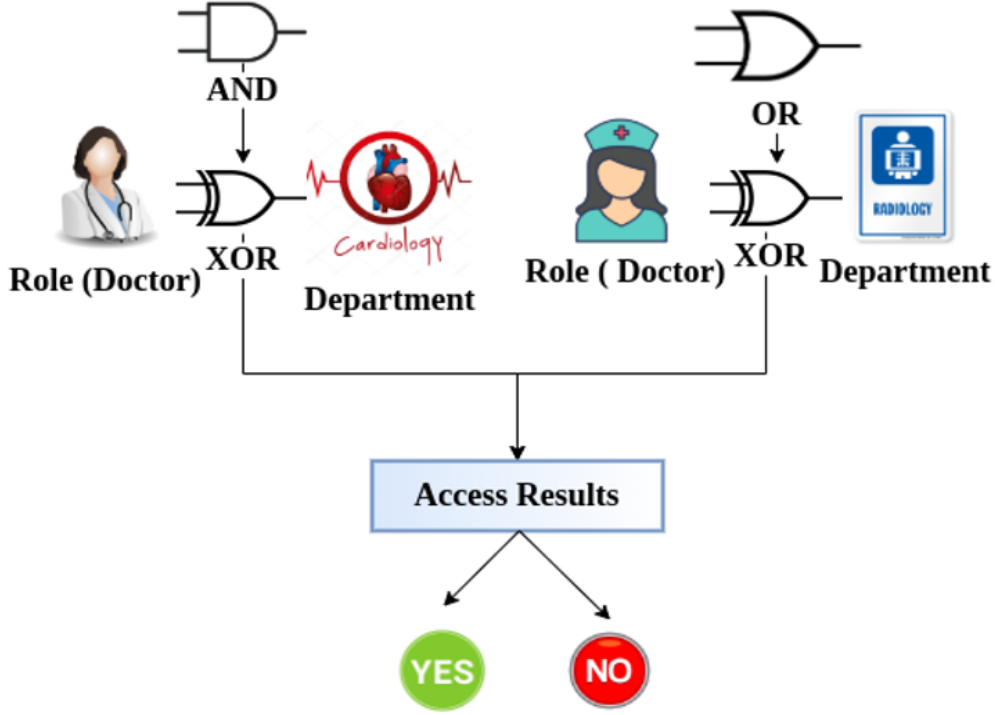 AND
OR
Cardiology
RADIOLOGY
Role (Doctor)
XOR
Department
Role ( Doctor)
XOR
Department
Access Results
YES
NO